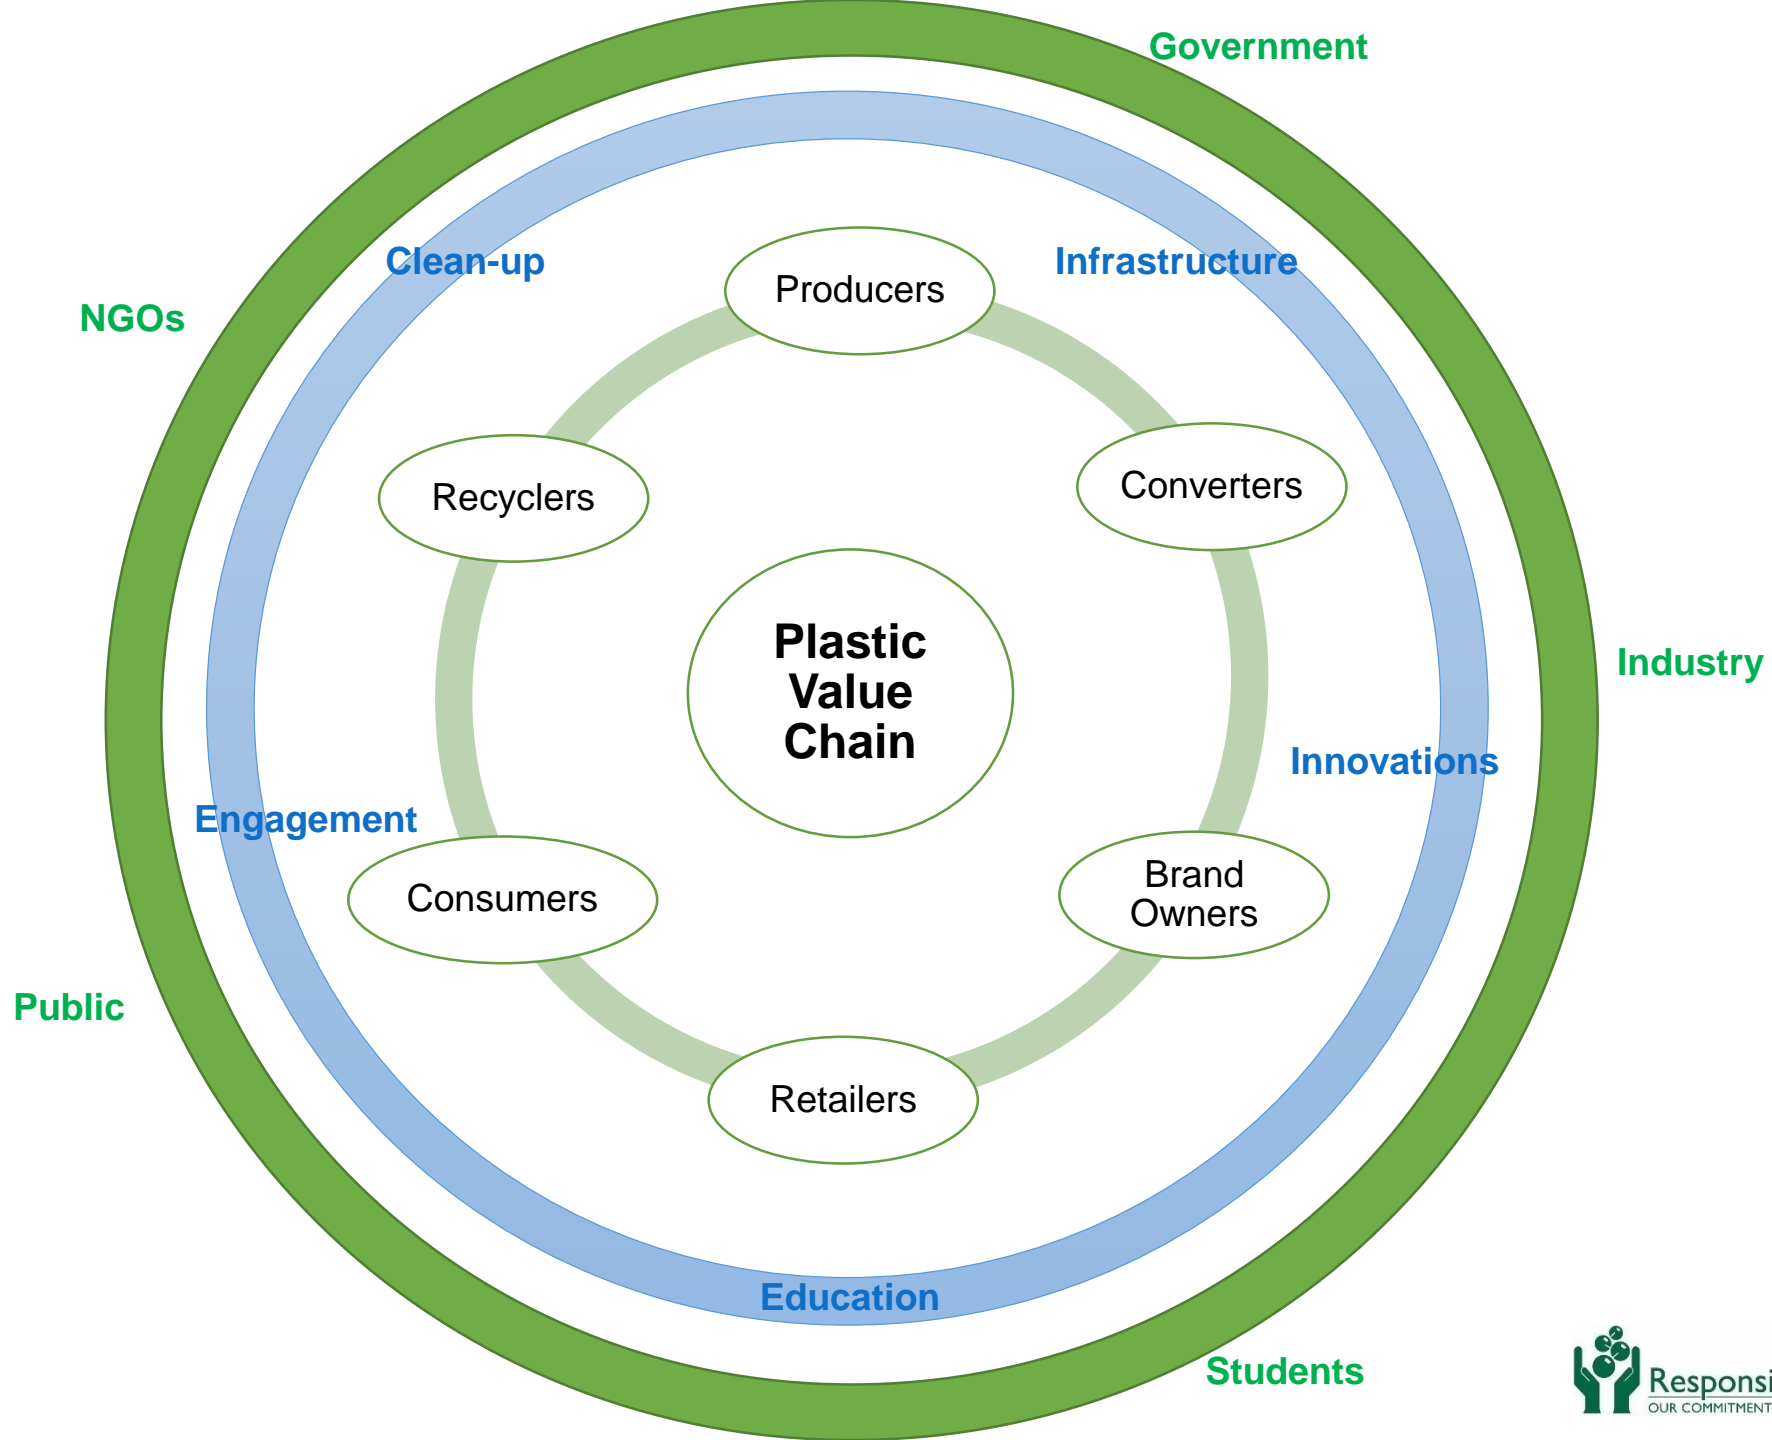 Government
Clean-up
Infrastructure
Producers
NGOs
Recyclers
Converters
Plastic
Value
Chain
Industry
Innovations
Engagement
Consumers
Brand
Owners
Public
Retailers
Education
Students
Responsi
OUR COMMITMENT